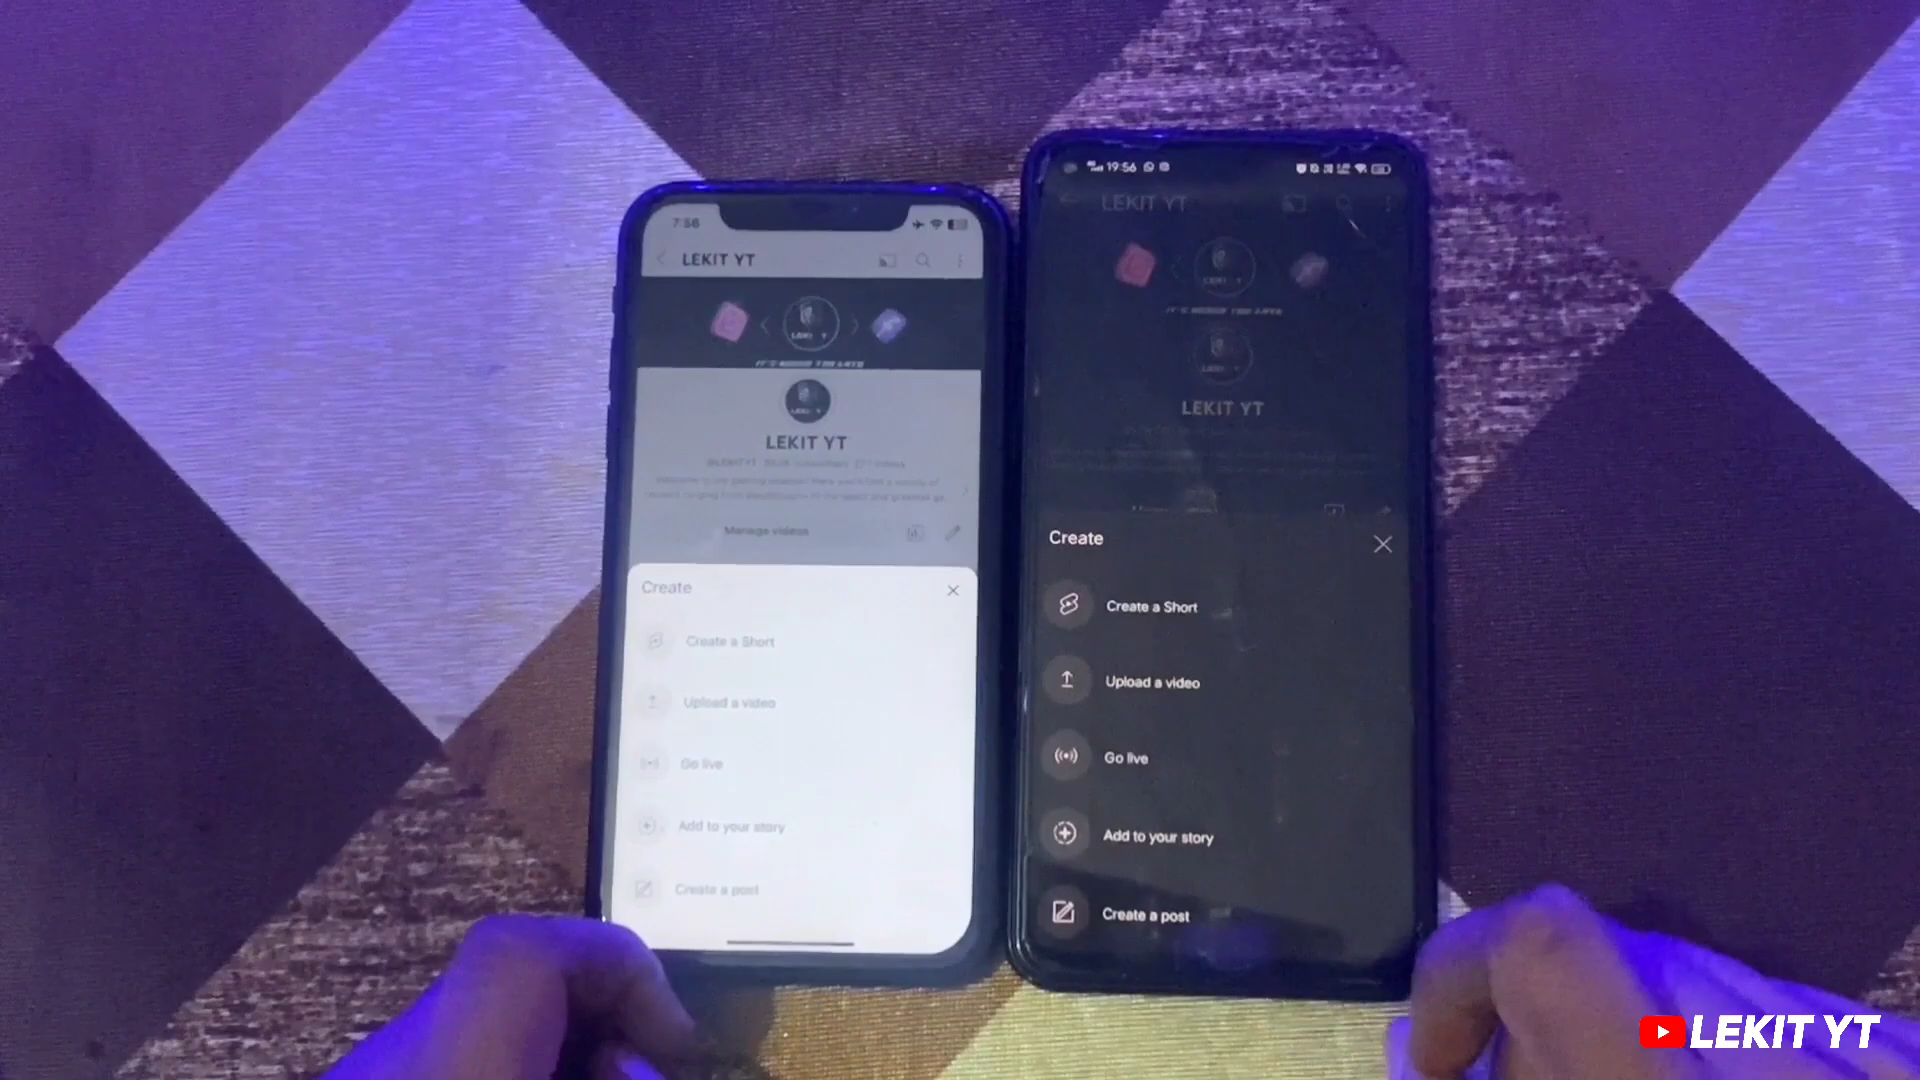 7:56
LEKIT YT
LEKIT YT
LEKIT YT
Manage videos
Create
Create a Short
Upload a video
Go live
Add to your story
Create a post
19:56
LEKIT YT
LEKIT YT
Create
Create a Short
Upload a video
Go live
Add to your story
Create a post
LEKIT YT